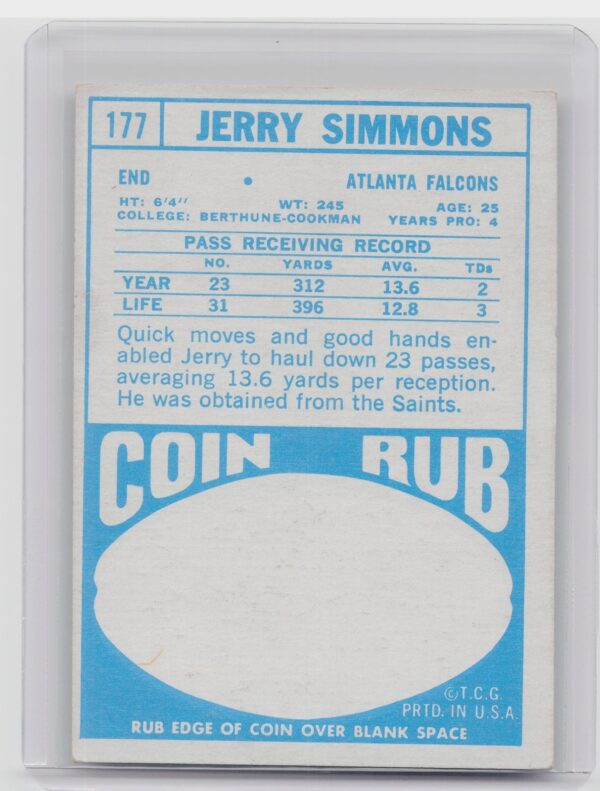 177 JERRY SIMMONS
END • ATLANTA FALCONS
HT: 6'4" WT: 245 AGE: 25
COLLEGE: BERTHUNE-COOKMAN YEARS PRO: 4
PASS RECEIVING RECORD
NO. YARDS AVG. TDs
YEAR 23 312 13.6 2
LIFE 31 396 12.8 3
Quick moves and good hands en-
abled Jerry to haul down 23 passes,
averaging 13.6 yards per reception.
He was obtained from the Saints.
COIN RUB
©T.C.G.
PRTD. IN U.S.A.
RUB EDGE OF COIN OVER BLANK SPACE